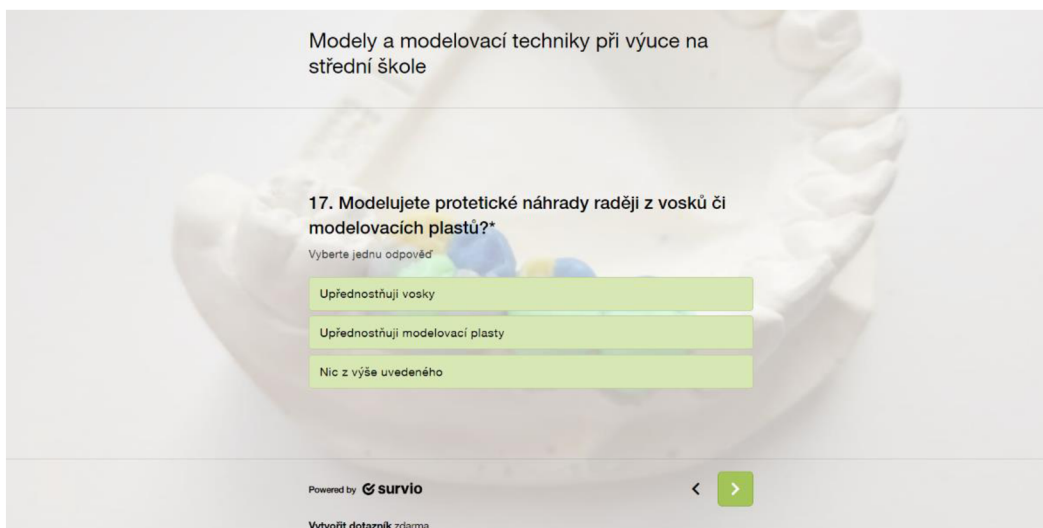 Modely a modelovací techniky při výuce na
střední škole
17. Modelujete protetické náhrady raději z vosků či
modelovacích plastů?*
Vyberte jednu odpověď
Upřednostňuji vosky
Upřednostňuji modelovací plasty
Nic z výše uvedeného
Powered by survio
Vytvořit dotazník zdarma